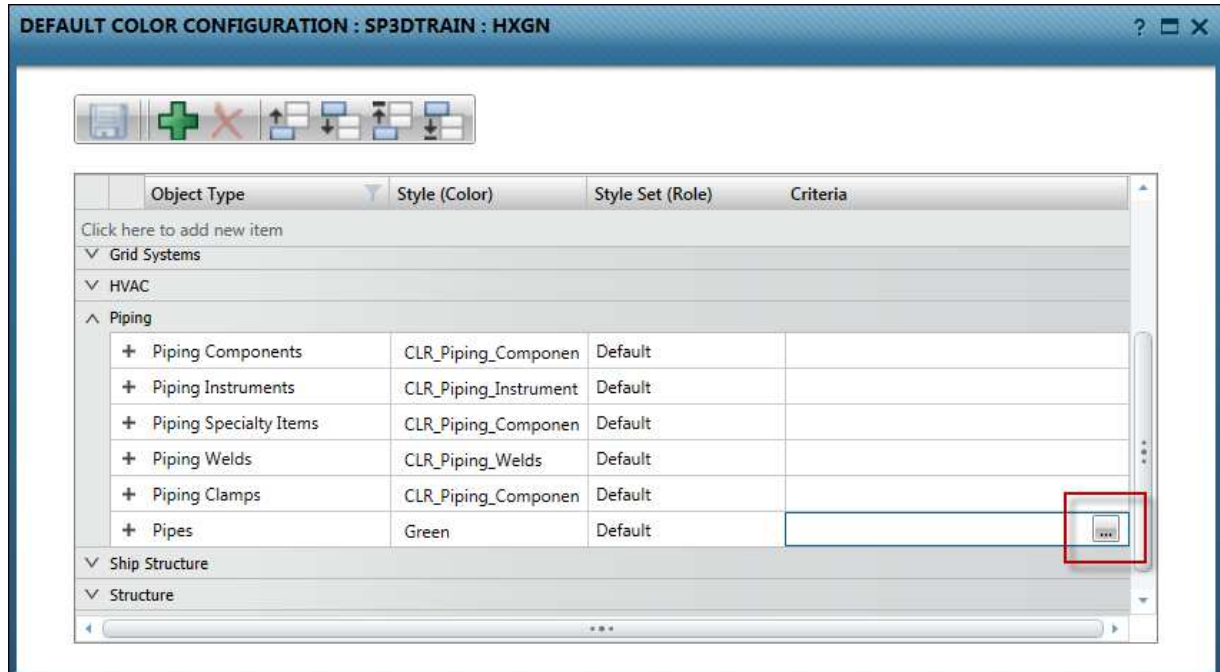 DEFAULT COLOR CONFIGURATION : SP3DTRAIN : HXGN ?
Object Type Style (Color) Style Set (Role) Criteria
Click here to add new item
Grid Systems
HVAC
Piping
+ Piping Components CLR_Piping_Componen Default
+ Piping Instruments CLR_Piping_Instrument Default
+ Piping Specialty Items CLR_Piping_Componen Default
+ Piping Welds CLR_Piping_Welds Default
+ Piping Clamps CLR_Piping_Componen Default
+ Pipes Green Default ...
Ship Structure
Structure